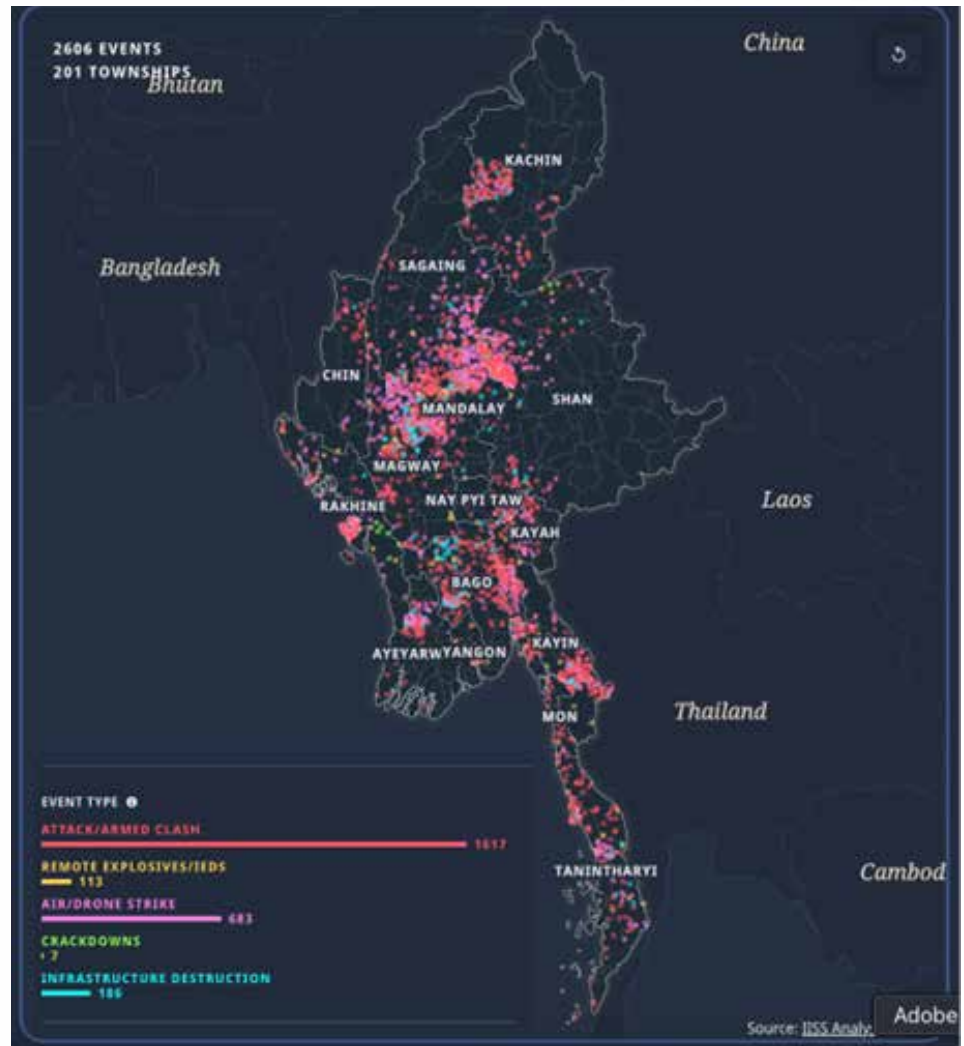 2606 EVENTS
201 TOWNSHIPS
Bhutan
China
KACHIN
Bangladesh
SAGAING
CHIN
SHAN
MANDALAY
MAGWAY
NAY PYI TAW
RAKHINE
Laos
KAYAH
BAGO
KAYIN
AYEYARW
YANGON
Thailand
MON
EVENT TYPE
ATTACK/ARMED CLASH
1617
REMOTE EXPLOSIVES/IEDS
113
AIR/DRONE STRIKE
683
CRACKDOWNS
7
INFRASTRUCTURE DESTRUCTION
186
TANINTHARYI
Cambod
Adobe
Source: IISS Analy